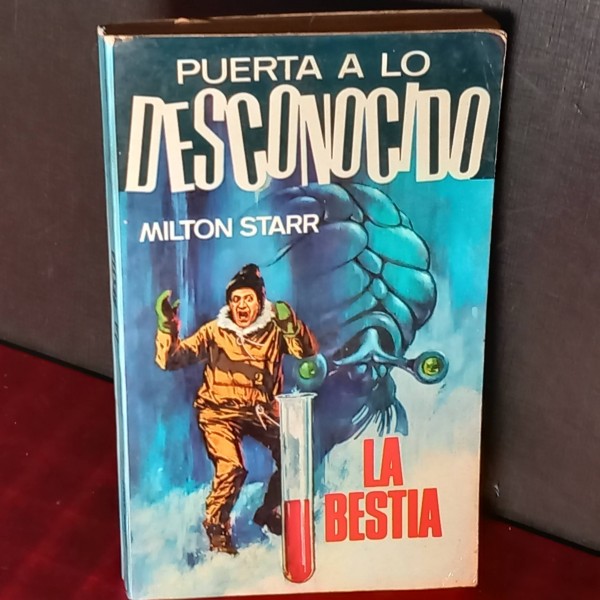 PUERTA A LO
DESCONOCIDO
MILTON STARR
LA
BESTIA